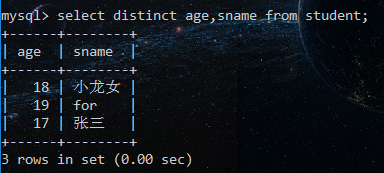 mysql> select distinct age,sname from student;
+------+--------+
| age | sname |
+------+--------+
| 18 | 小龙女 |
| 19 | for |
| 17 | 张三 |
+------+--------+
3 rows in set (0.00 sec)